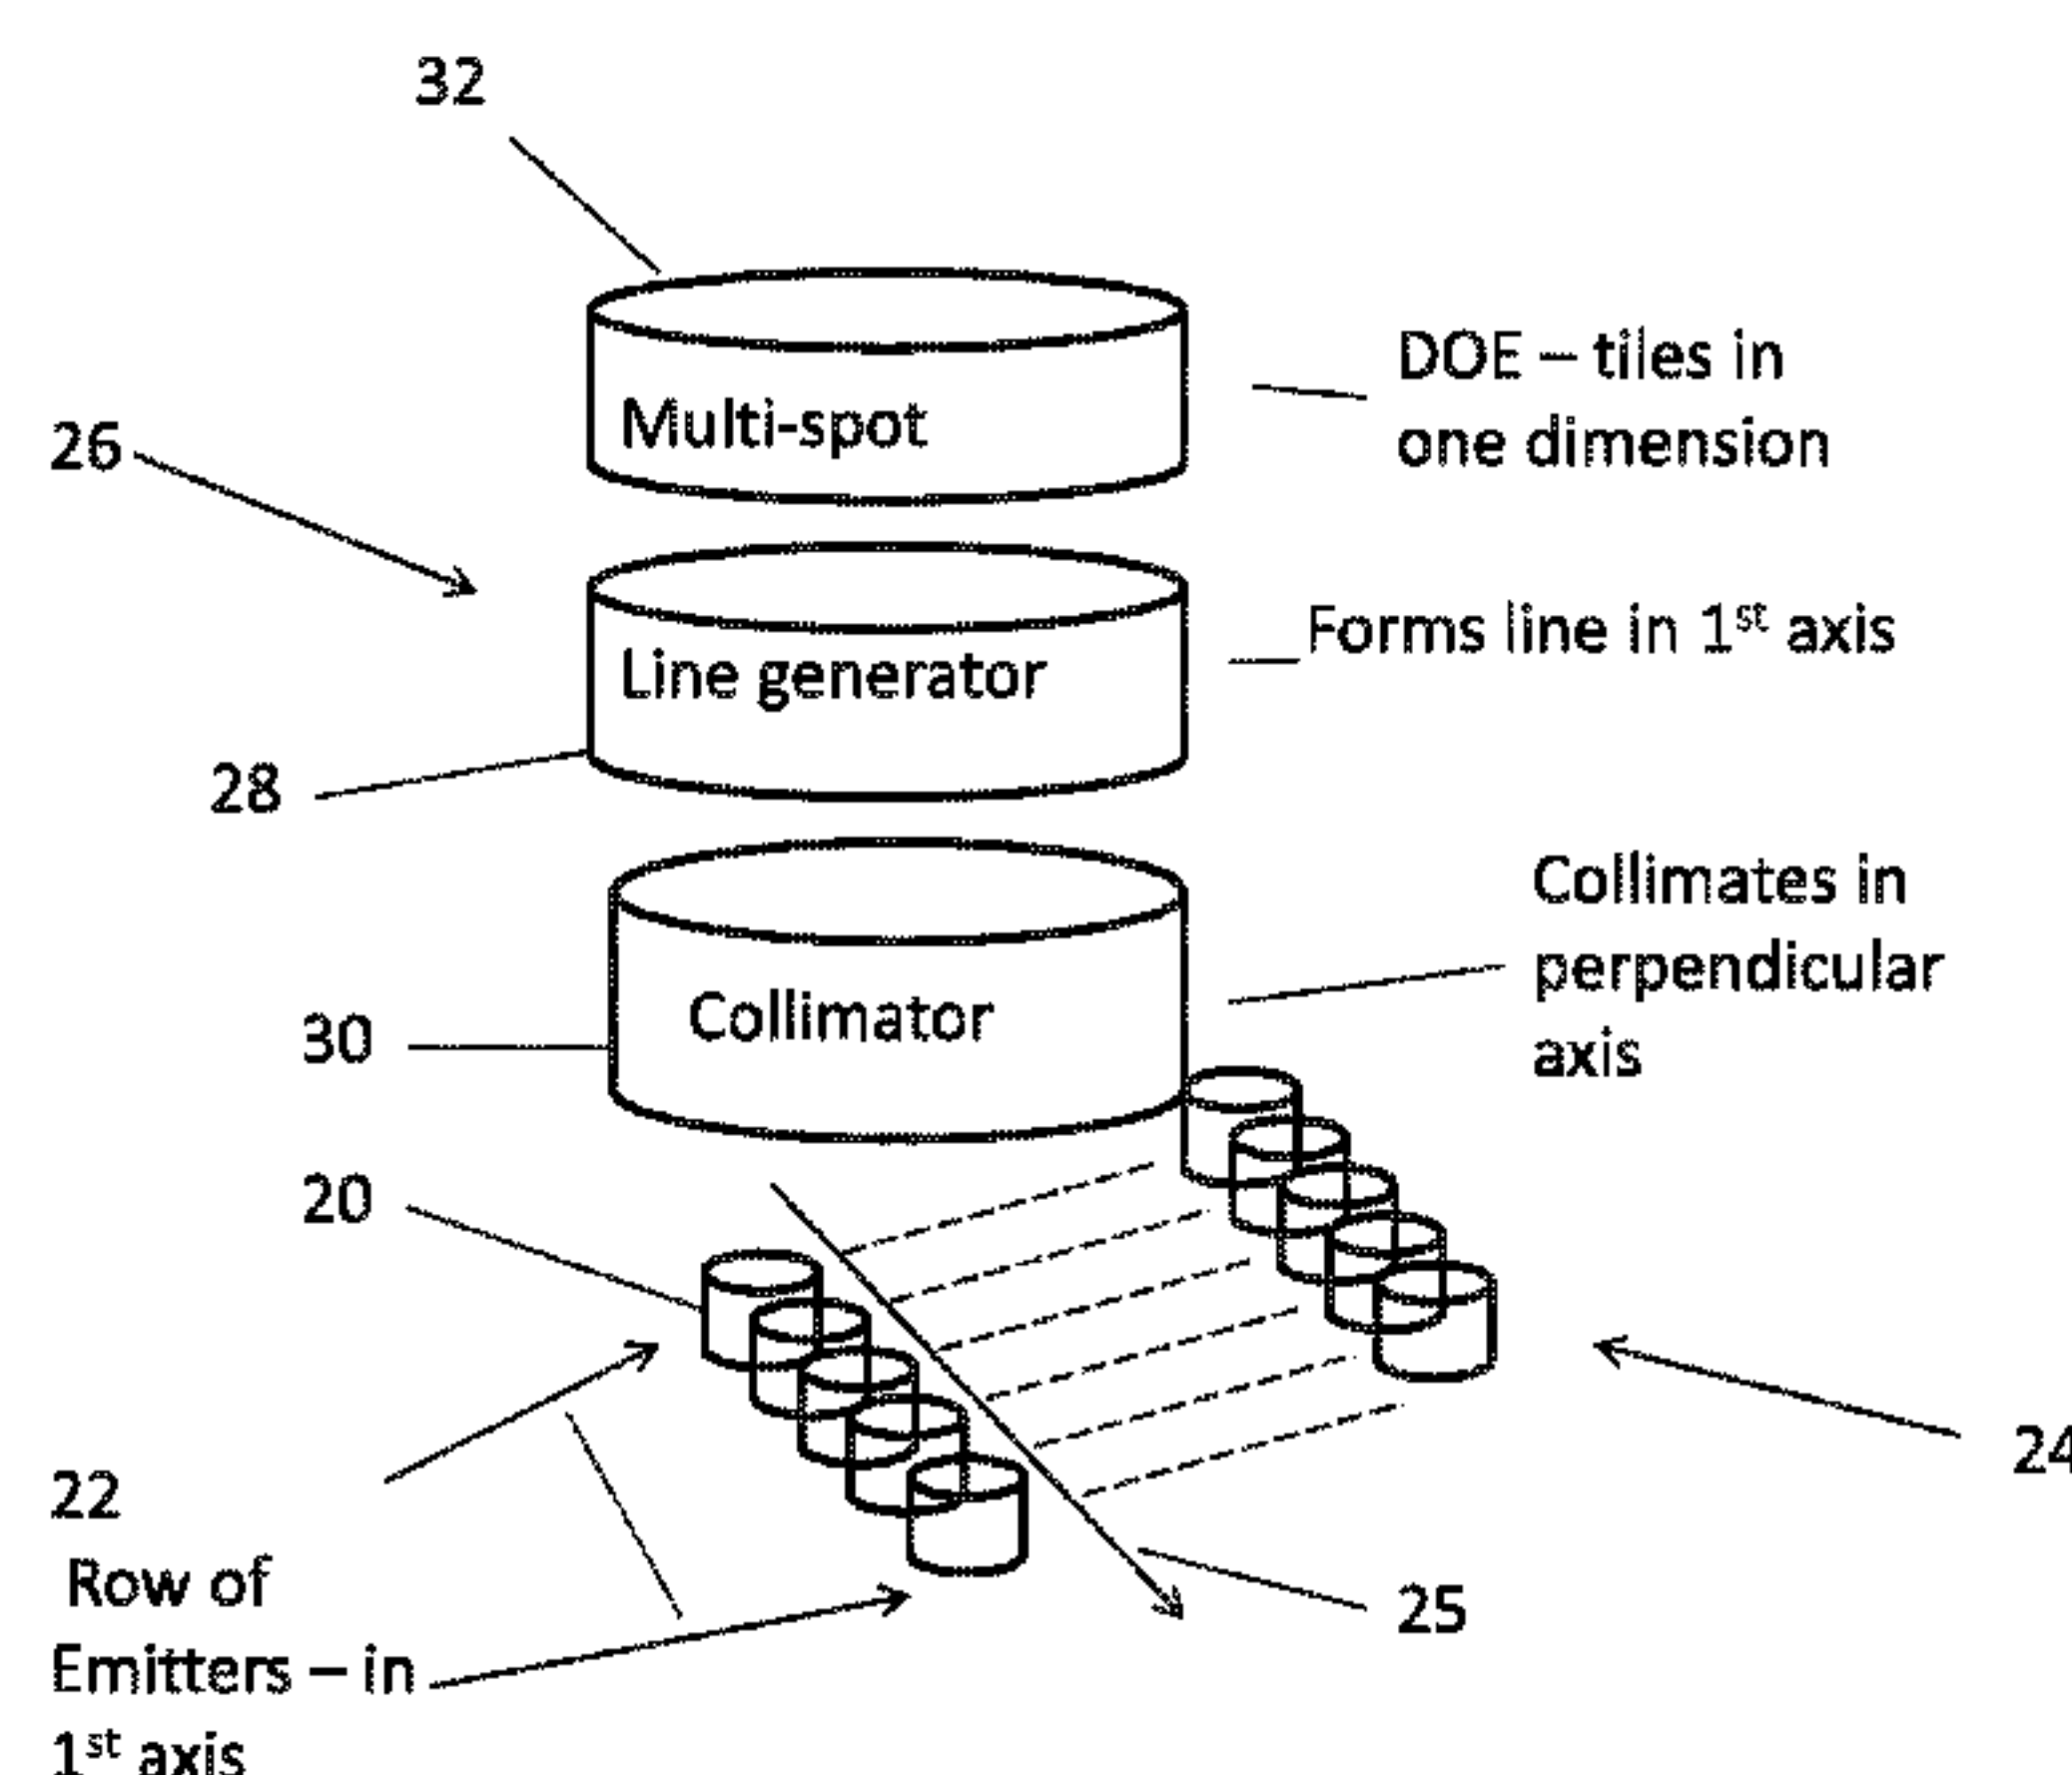 32
DOE – tiles in
one dimension
Multi-spot
26
Forms line in 1st axis
Line generator
28
Collimates in
perpendicular
axis
Collimator
30
20
24
22
Row of
Emitters – in
1st axis
25